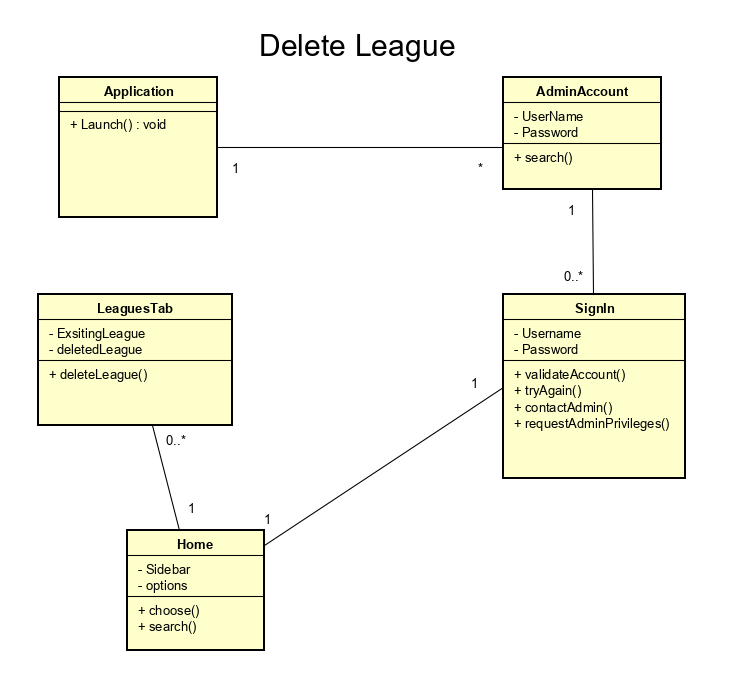 Delete League
Application
+ Launch() : void
AdminAccount
- UserName
- Password
+ search()
1
*
1
0..*
LeaguesTab
- ExsitingLeague
- deletedLeague
+ deleteLeague()
SignIn
- Username
- Password
+ validateAccount()
+ tryAgain()
+ contactAdmin()
+ requestAdminPrivileges()
1
0..*
1
1
Home
- Sidebar
- options
+ choose()
+ search()